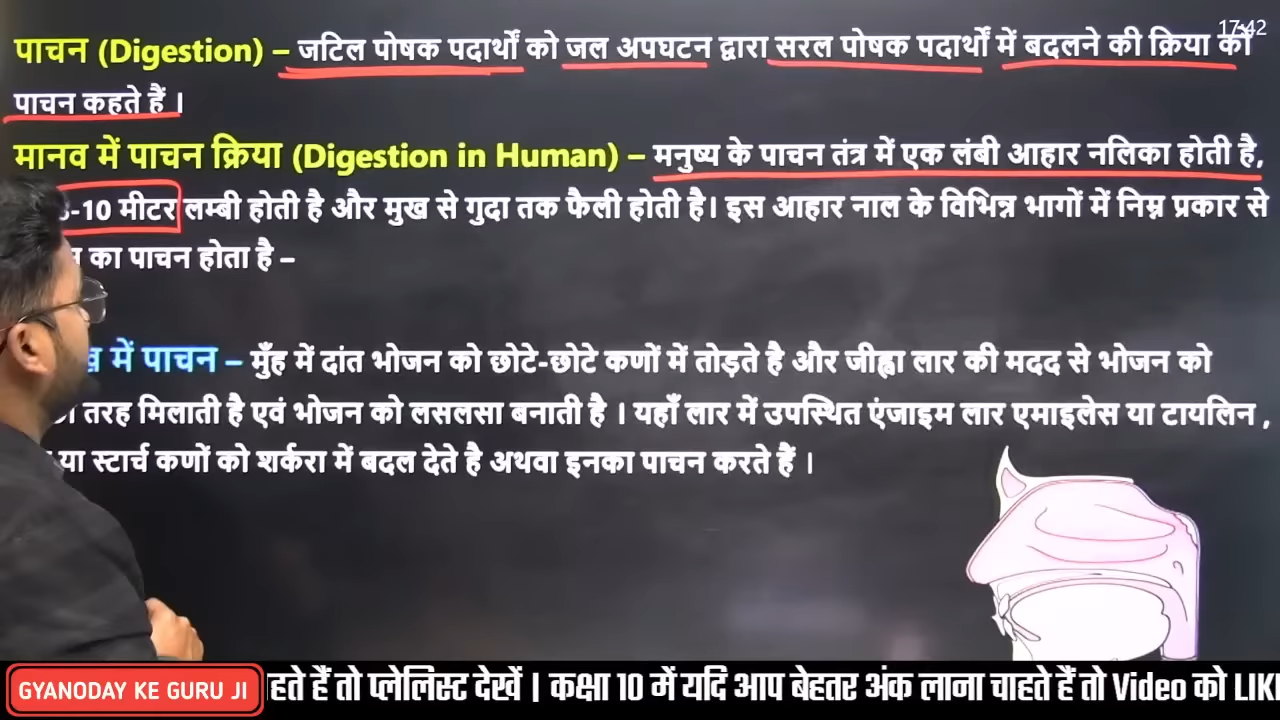 17:42
पाचन (Digestion) – जटिल पोषक पदार्थों को जल अपघटन द्वारा सरल पोषक पदार्थों में बदलने की क्रिया को
पाचन कहते हैं ।
मानव में पाचन क्रिया (Digestion in Human) – मनुष्य के पाचन तंत्र में एक लंबी आहार नलिका होती है,
-10 मीटर लम्बी होती है और मुख से गुदा तक फैली होती है। इस आहार नाल के विभिन्न भागों में निम्न प्रकार से
का पाचन होता है –
में पाचन – मुँह में दांत भोजन को छोटे-छोटे कणों में तोड़ते है और जीह्वा लार की मदद से भोजन को
तरह मिलाती है एवं भोजन को लसलसा बनाती है । यहाँ लार में उपस्थित एंजाइम लार एमाइलेस या टायलिन ,
या स्टार्च कणों को शर्करा में बदल देते है अथवा इनका पाचन करते हैं ।
GYANODAY KE GURU JI हते हैं तो प्लेलिस्ट देखें | कक्षा 10 में यदि आप बेहतर अंक लाना चाहते हैं तो Video को LIK